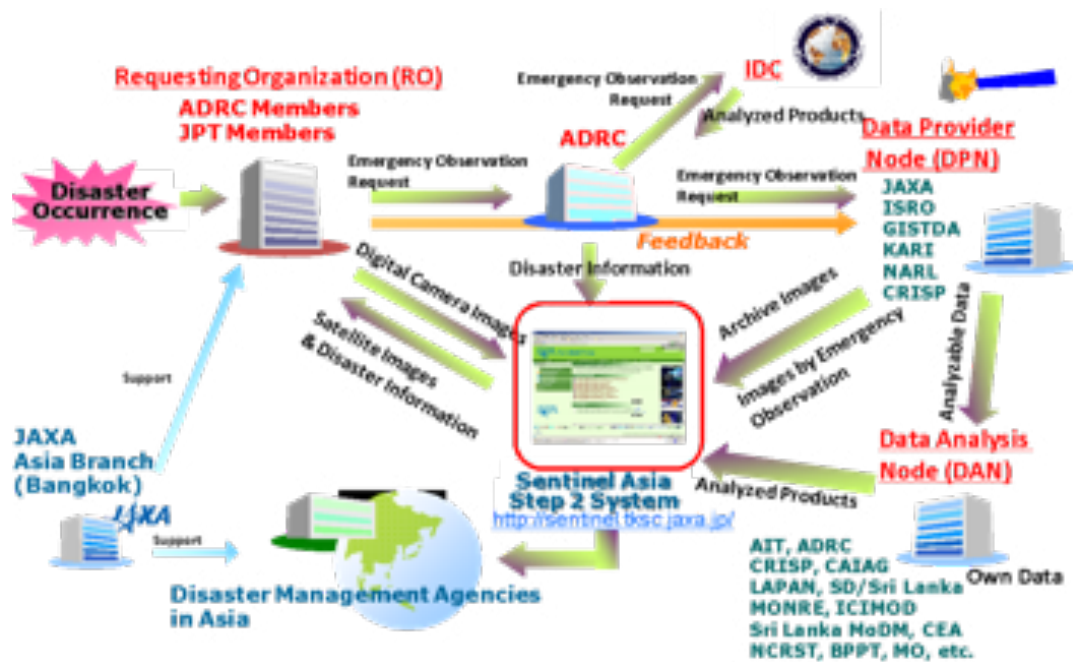 Requesting Organization (RO)
ADRC Members
JPT Members
Emergency Observation
Request
IDC
Analyzed Products
ADRC
Data Provider
Node (DPN)
JAXA
ISRO
GISTDA
KARI
NARL
CRISP
Disaster
Occurrence
Emergency Observation
Request
Emergency Observation
Request
Feedback
Disaster Information
Digital Camera Images
Satellite Images
& Disaster Information
Archive Images
Images by Emergency
Observation
Analyzable Data
Support
JAXA
Asia Branch
(Bangkok)
Support
Sentinel Asia
Step 2 System
http://sentinel.tksc.jaxa.jp/
Analyzed Products
Data Analysis
Node (DAN)
Own Data
AIT, ADRC
CRISP, CAIAG
LAPAN, SD/Sri Lanka
MONRE, ICIMOD
Sri Lanka MoDM, CEA
NCRST, BPPT, MO, etc.
Disaster Management Agencies
in Asia